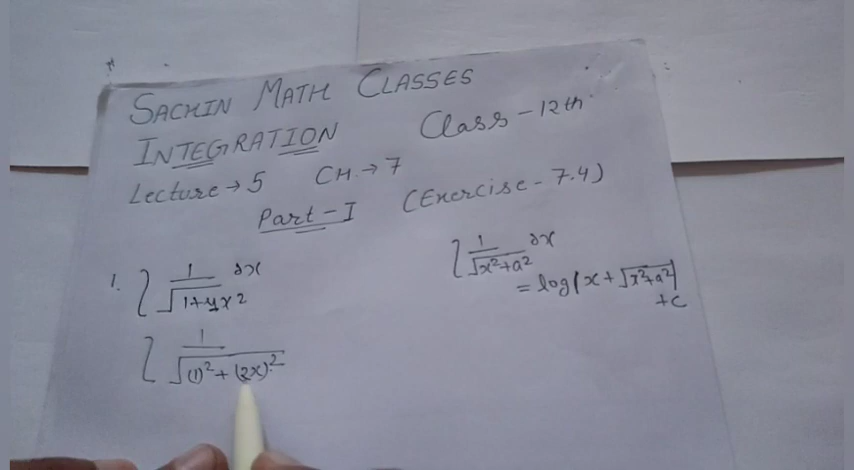 SACHIN MATH CLASSES
INTEGRATION Class - 12th
Lecture → 5 CH. → 7
Part - I (Exercise - 7.4)
1. ∫ 1/√(1+4x²) dx
∫ 1/√(x²+a²) dx
= log|x + √(x²+a²)|
+C
∫ 1/√((1)² + (2x)²)